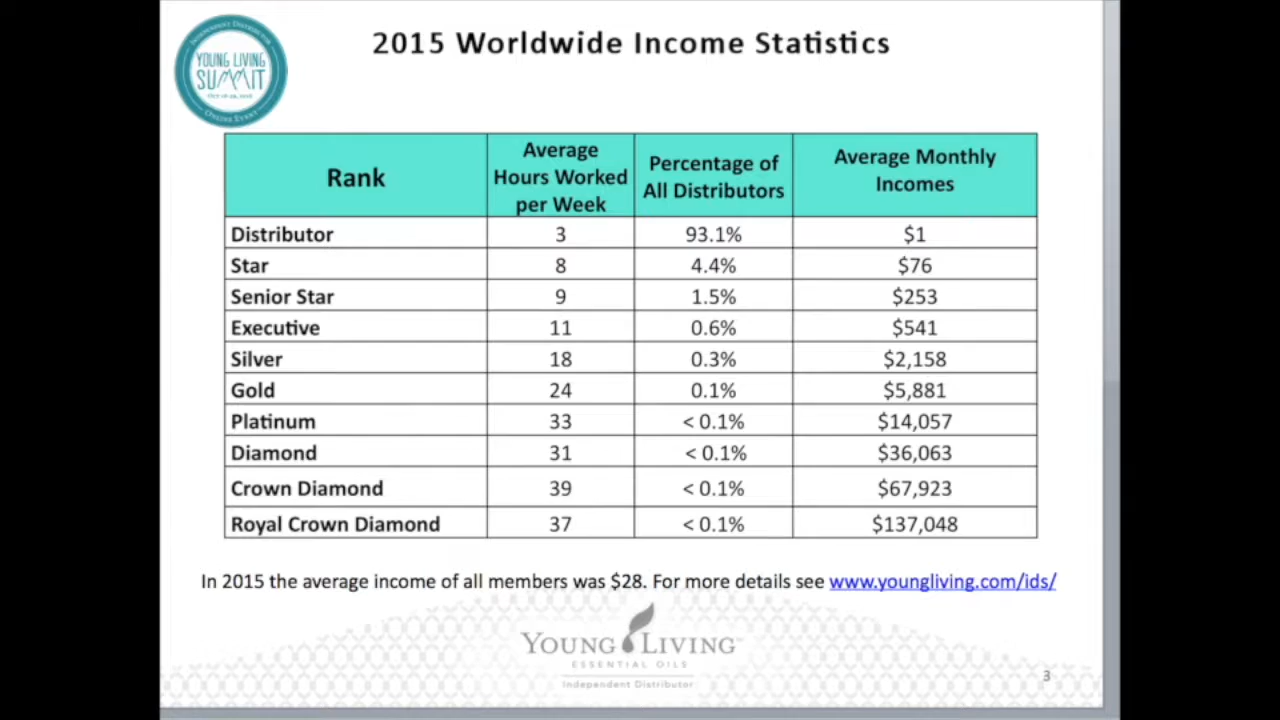 2015 Worldwide Income Statistics
INDEPENDENT DISTRIBUTOR
YOUNG LIVING
SUMMIT
ONLINE EVENT
Rank Average Hours Worked per Week Percentage of All Distributors Average Monthly Incomes
Distributor 3 93.1% $1
Star 8 4.4% $76
Senior Star 9 1.5% $253
Executive 11 0.6% $541
Silver 18 0.3% $2,158
Gold 24 0.1% $5,881
Platinum 33 < 0.1% $14,057
Diamond 31 < 0.1% $36,063
Crown Diamond 39 < 0.1% $67,923
Royal Crown Diamond 37 < 0.1% $137,048
In 2015 the average income of all members was $28. For more details see www.youngliving.com/ids/
YOUNG LIVING
ESSENTIAL OILS
Independent Distributor
3